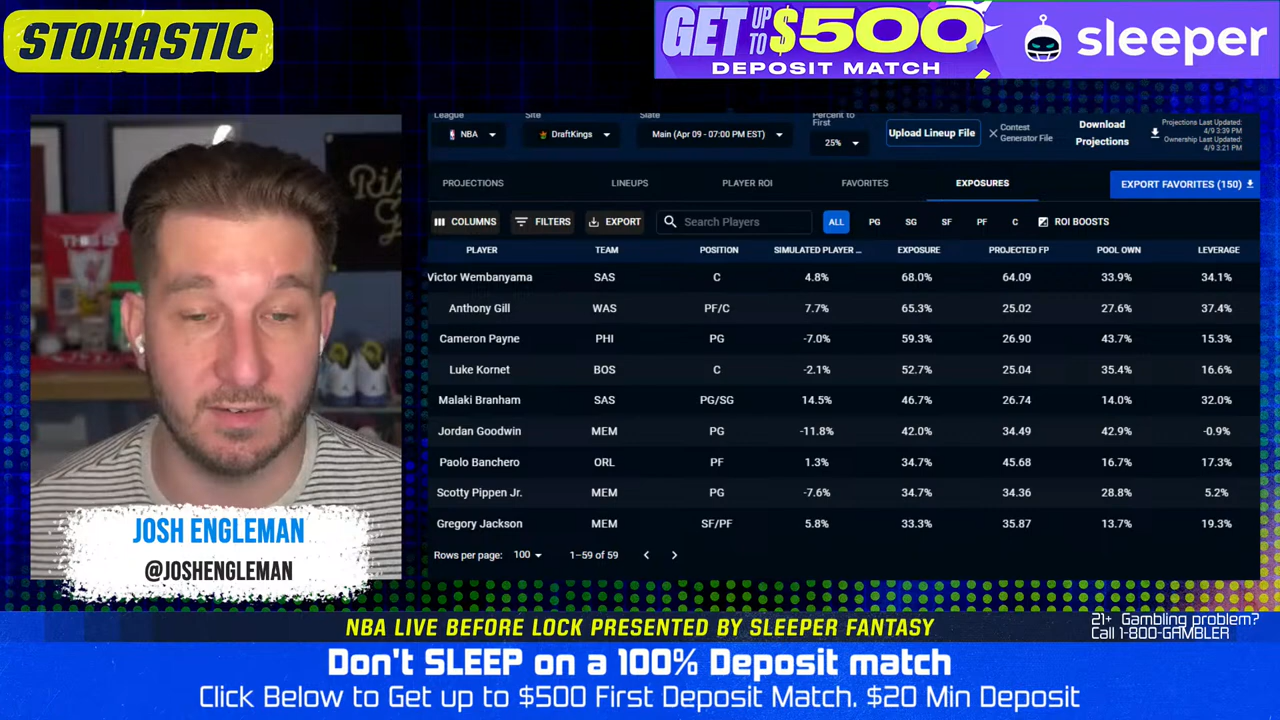 STOKASTIC
GET UP TO $500
DEPOSIT MATCH
sleeper
League
Site
Slate
Percent to First
NBA
DraftKings
Main (Apr 09 - 07:00 PM EST)
25%
Upload Lineup File
Contest Generator File
Download Projections
Projections Last Updated: 4/9 3:39 PM
Ownership Last Updated: 4/9 3:21 PM
PROJECTIONS
LINEUPS
PLAYER ROI
FAVORITES
EXPOSURES
EXPORT FAVORITES (150)
COLUMNS
FILTERS
EXPORT
Search Players
ALL
PG
SG
SF
PF
C
ROI BOOSTS
PLAYER TEAM POSITION SIMULATED PLAYER ... EXPOSURE PROJECTED FP POOL OWN LEVERAGE
Victor Wembanyama SAS C 4.8% 68.0% 64.09 33.9% 34.1%
Anthony Gill WAS PF/C 7.7% 65.3% 25.02 27.6% 37.4%
Cameron Payne PHI PG -7.0% 59.3% 26.90 43.7% 15.3%
Luke Kornet BOS C -2.1% 52.7% 25.04 35.4% 16.6%
Malaki Branham SAS PG/SG 14.5% 46.7% 26.74 14.0% 32.0%
Jordan Goodwin MEM PG -11.8% 42.0% 34.49 42.9% -0.9%
Paolo Banchero ORL PF 1.3% 34.7% 45.68 16.7% 17.3%
Scotty Pippen Jr. MEM PG -7.6% 34.7% 34.36 28.8% 5.2%
Gregory Jackson MEM SF/PF 5.8% 33.3% 35.87 13.7% 19.3%
Rows per page: 100 1–59 of 59
THIS IS
JOSH ENGLEMAN
@JOSHENGLEMAN
NBA LIVE BEFORE LOCK PRESENTED BY SLEEPER FANTASY
21+ Gambling problem?
Call 1-800-GAMBLER
Don't SLEEP on a 100% Deposit match
Click Below to Get up to $500 First Deposit Match. $20 Min Deposit